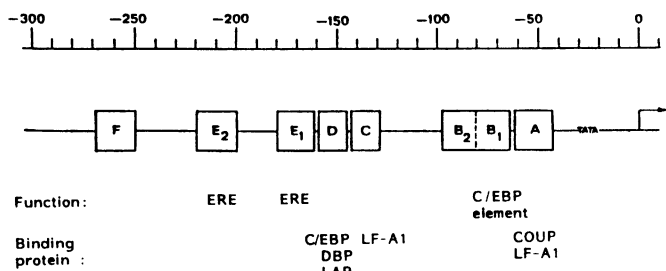 -300 -250 -200 -150 -100 -50 0
F E2 E1 D C B2 B1 A TATA
Function: ERE ERE C/EBP
element
Binding C/EBP LF-A1 COUP
protein : DBP LF-A1
LAP